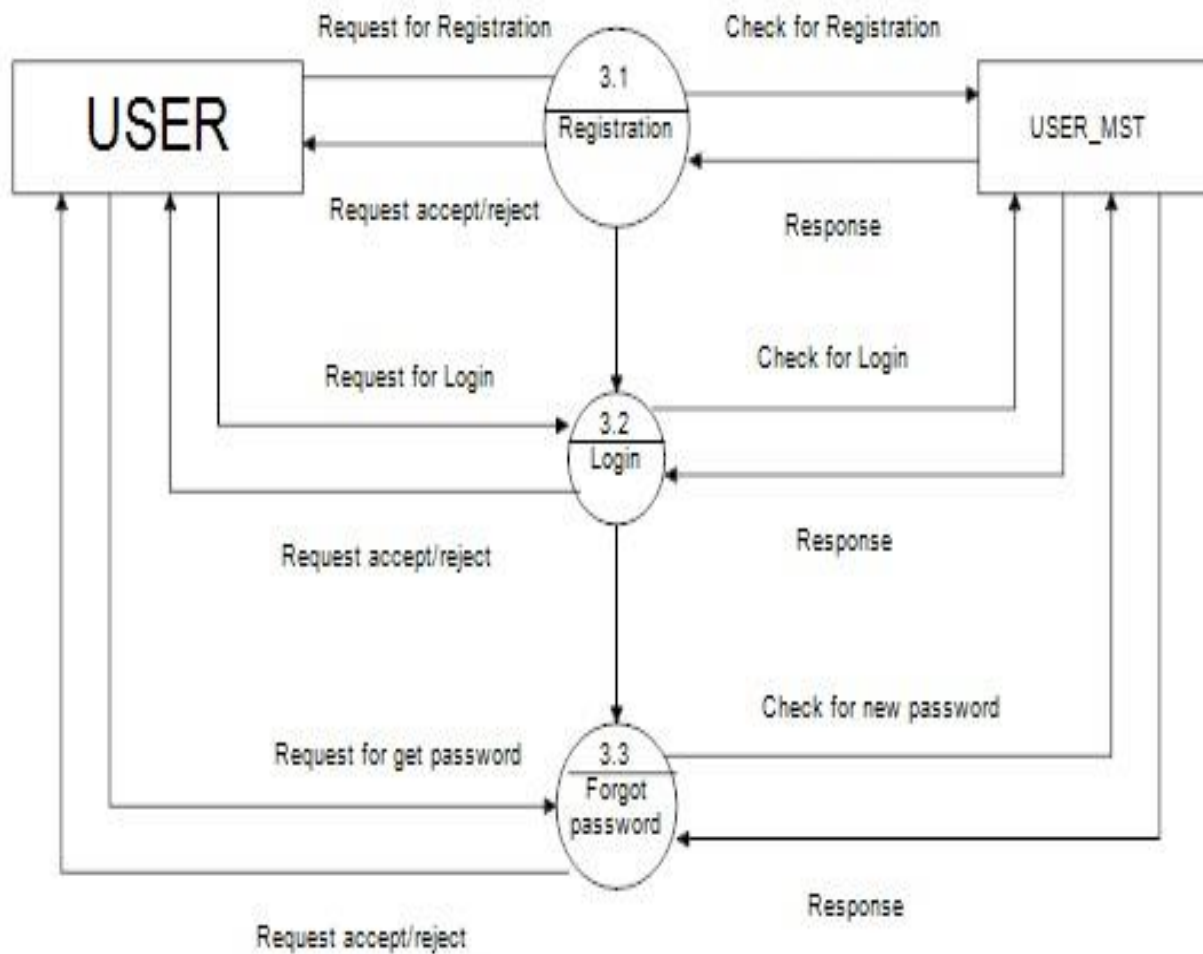 Request for Registration
Check for Registration
3.1
Registration
USER
USER_MST
Request accept/reject
Response
Request for Login
Check for Login
3.2
Login
Request accept/reject
Response
Request for get password
Check for new password
3.3
Forgot
password
Response
Request accept/reject